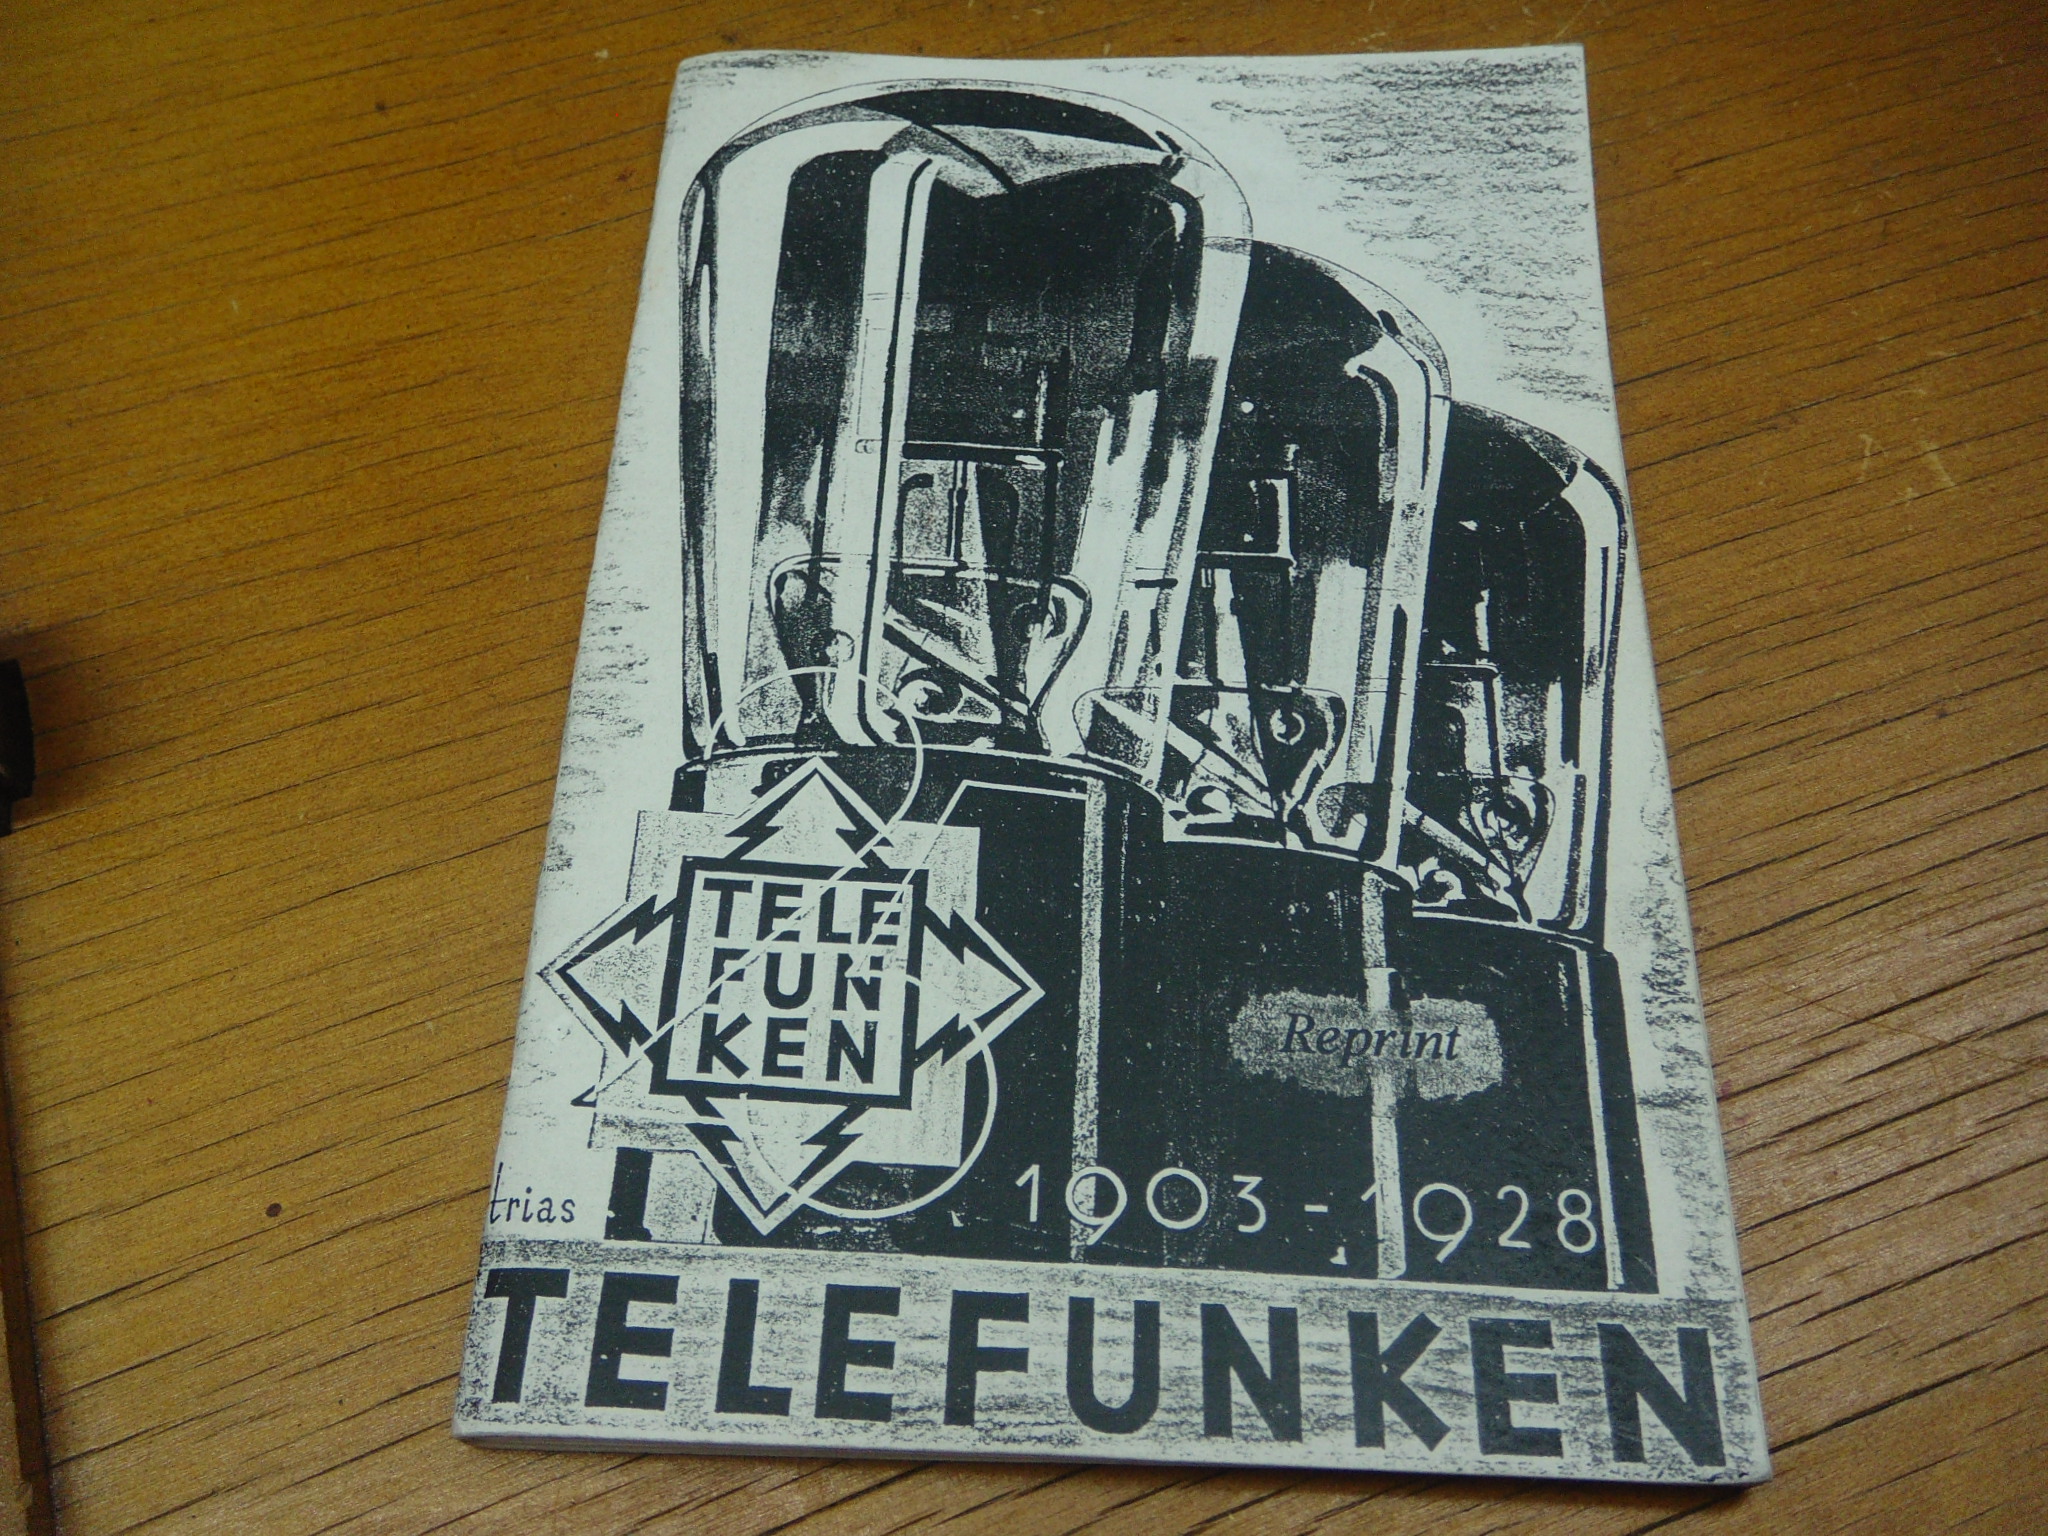 TELE
FUN
KEN
Reprint
1903-1928
trias
TELEFUNKEN